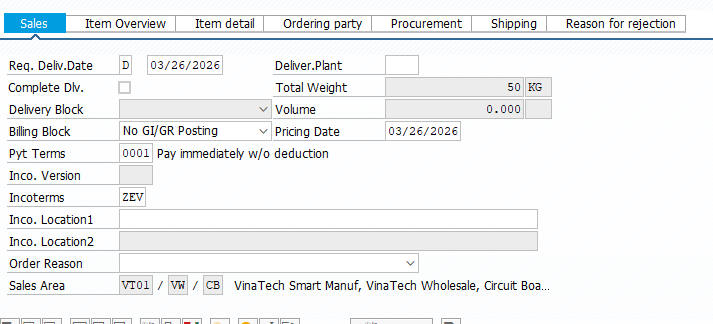 Sales Item Overview Item detail Ordering party Procurement Shipping Reason for rejection
Req. Deliv.Date D 03/26/2026 Deliver.Plant
Complete Dlv. Total Weight 50 KG
Delivery Block Volume 0.000
Billing Block No GI/GR Posting Pricing Date 03/26/2026
Pyt Terms 0001 Pay immediately w/o deduction
Inco. Version
Incoterms ZEV
Inco. Location1
Inco. Location2
Order Reason
Sales Area VT01 / VW / CB VinaTech Smart Manuf, VinaTech Wholesale, Circuit Boa...